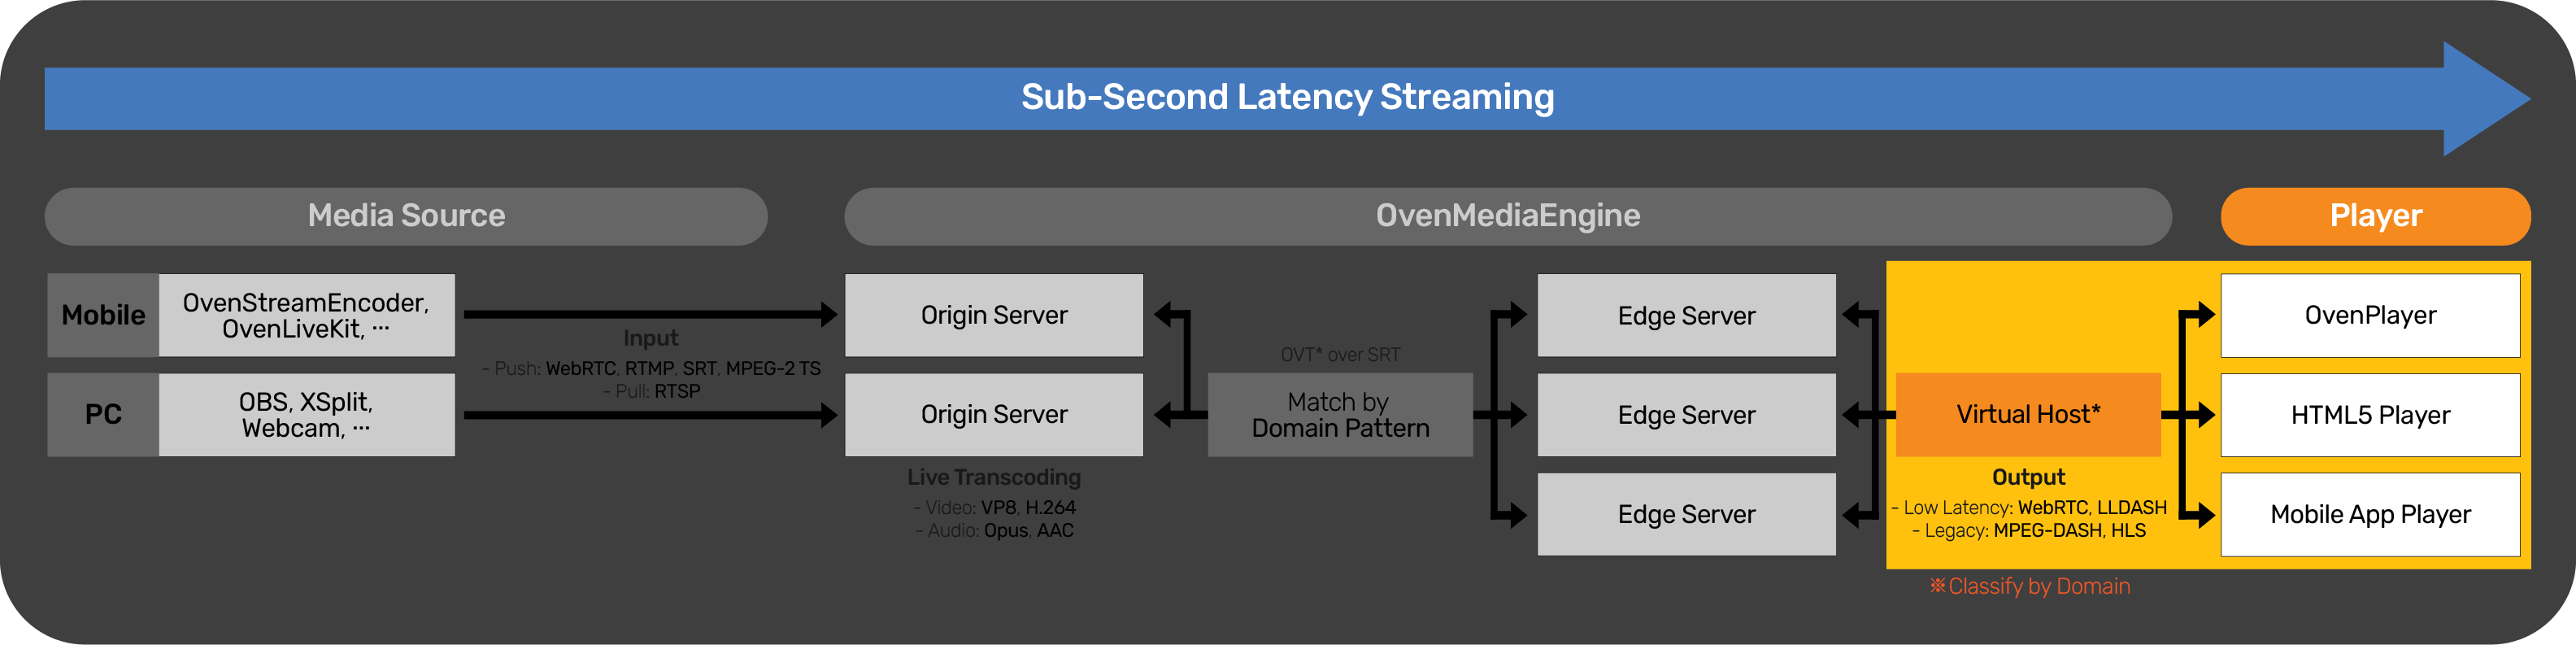 Sub-Second Latency Streaming
Media Source
OvenMediaEngine
Player
Mobile
OvenStreamEncoder,
OvenLiveKit, ···
PC
OBS, XSplit,
Webcam, ···
Input
- Push: WebRTC, RTMP, SRT, MPEG-2 TS
- Pull: RTSP
Origin Server
Origin Server
Live Transcoding
- Video: VP8, H.264
- Audio: Opus, AAC
OVT* over SRT
Match by
Domain Pattern
Edge Server
Edge Server
Edge Server
Virtual Host*
Output
- Low Latency: WebRTC, LLDASH
- Legacy: MPEG-DASH, HLS
※Classify by Domain
OvenPlayer
HTML5 Player
Mobile App Player